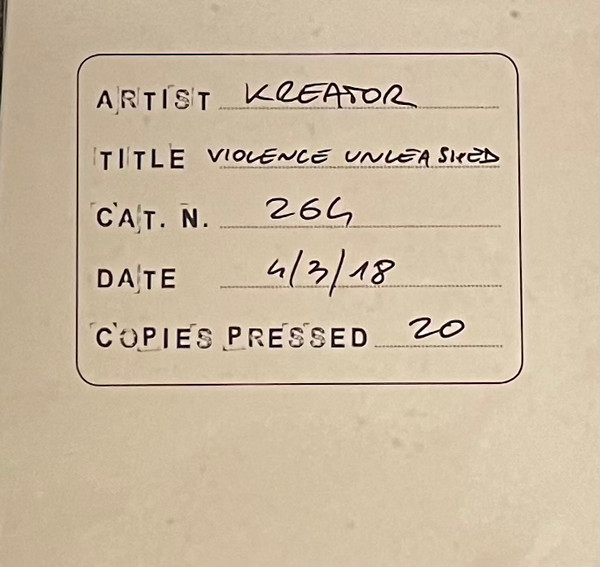 ARTIST KREATOR
TITLE VIOLENCE UNLEASHED
CAT. N. 264
DATE 4/3/18
COPIES PRESSED 20